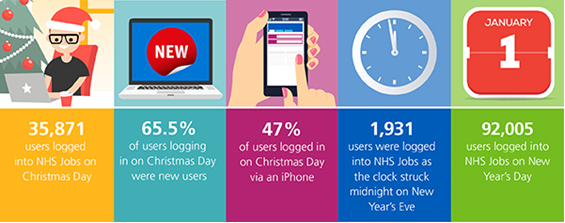 NEW
JANUARY
1
35,871
users logged
into NHS Jobs on
Christmas Day
65.5%
of users logging
in on Christmas Day
were new users
47%
of users logged in
on Christmas Day
via an iPhone
1,931
users were logged
into NHS Jobs as
the clock struck
midnight on New
Year's Eve
92,005
users logged into
NHS Jobs on New
Year's Day